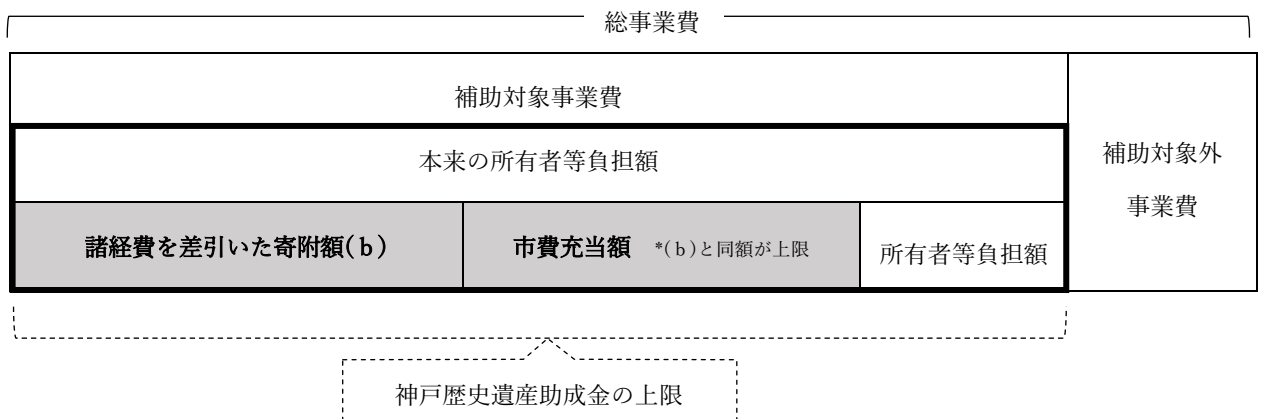 総事業費
補助対象事業費
本来の所有者等負担額
補助対象外
事業費
諸経費を差引いた寄附額(b)
市費充当額 *(b)と同額が上限
所有者等負担額
神戸歴史遺産助成金の上限